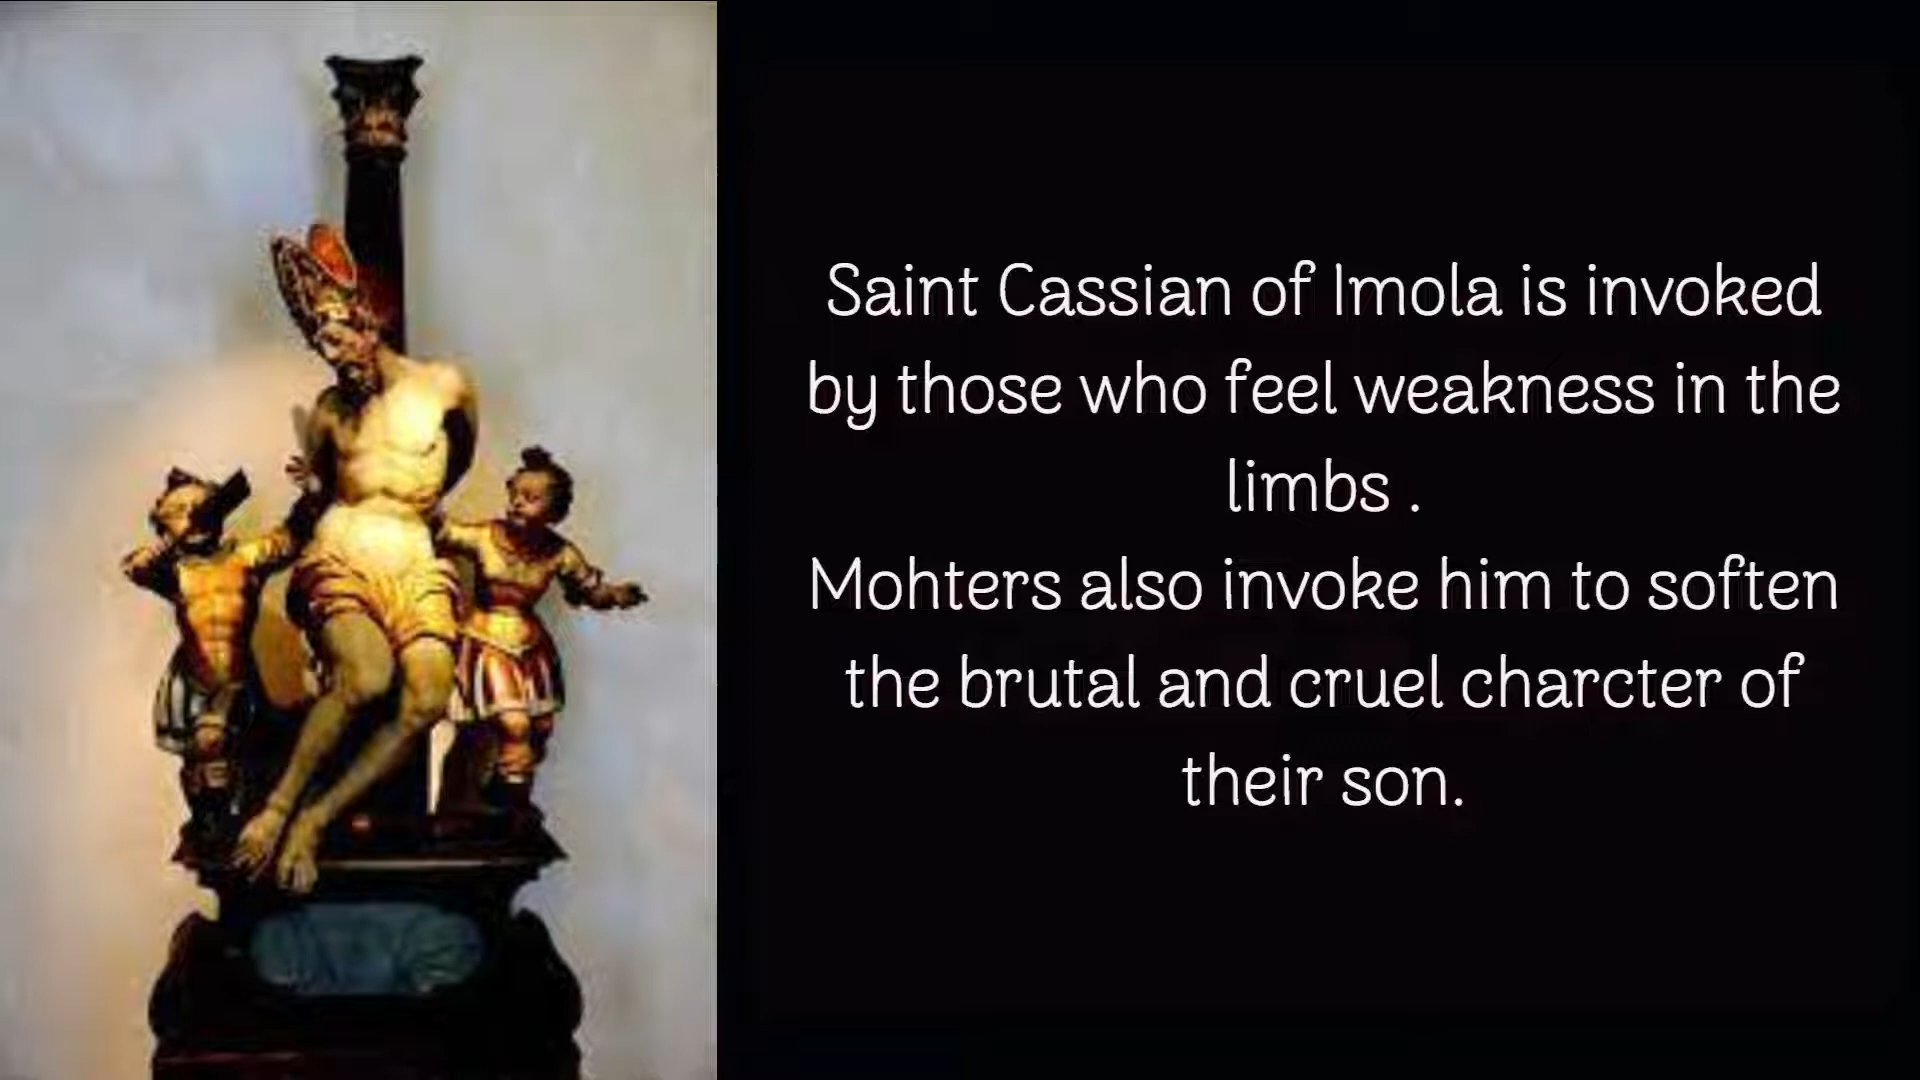 Saint Cassian of Imola is invoked
by those who feel weakness in the
limbs .
Mohters also invoke him to soften
the brutal and cruel charcter of
their son.